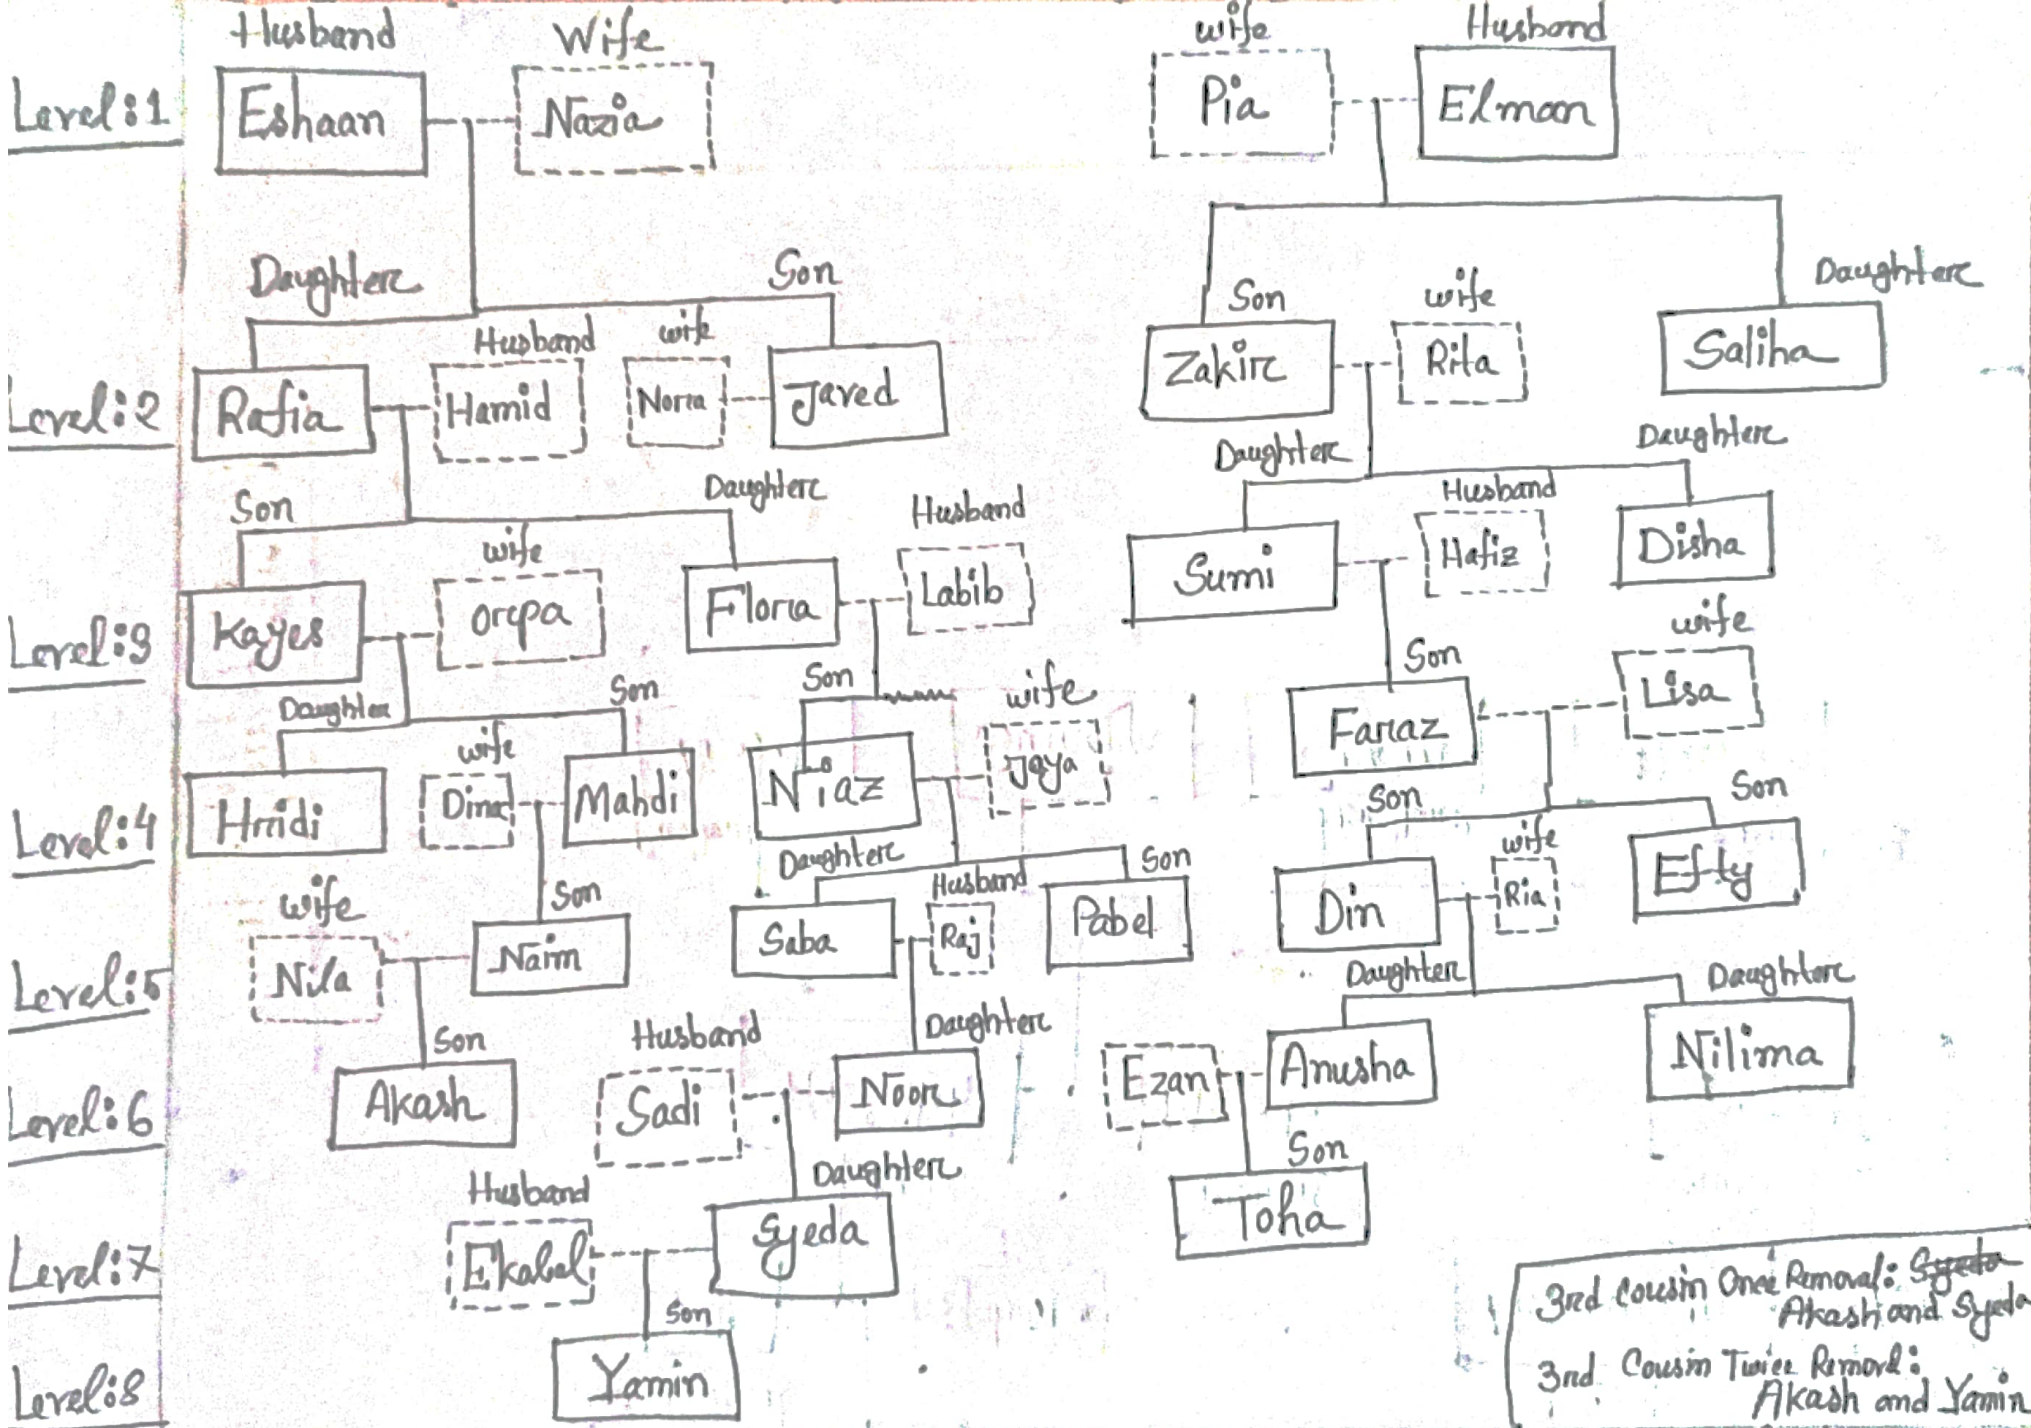 Husband
Wife
wife
Husband
Level:1
Eshaan
Nazia
Pia
Elman
Daughter
Son
Son
wife
Daughter
Husband
wife
Level:2
Rafia
Hamid
Nora
Javed
Zakir
Rita
Saliha
Son
Daughter
Daughter
Daughter
wife
Husband
Husband
Level:3
Kayes
orpa
Flora
Labib
Sumi
Hafiz
Disha
Daughter
Son
Son
wife
Son
wife
wife
Level:4
Hridi
Dina
Mahdi
Niaz
Jaya
Faraz
Lisa
wife
Son
Daughter
Husband
Son
Son
wife
Son
Level:5
Nila
Naim
Saba
Raj
Pabel
Din
Ria
Efty
Son
Husband
Daughter
Daughter
Daughter
Level:6
Akash
Sadi
Noor
Ezan
Anusha
Nilima
Husband
Daughter
Son
Level:7
Ekabal
Syeda
Toha
Son
Level:8
Yamin
3rd cousin Once Removal: Syeda
Akash and Syeda
3rd Cousin Twice Remord:
Akash and Yamin